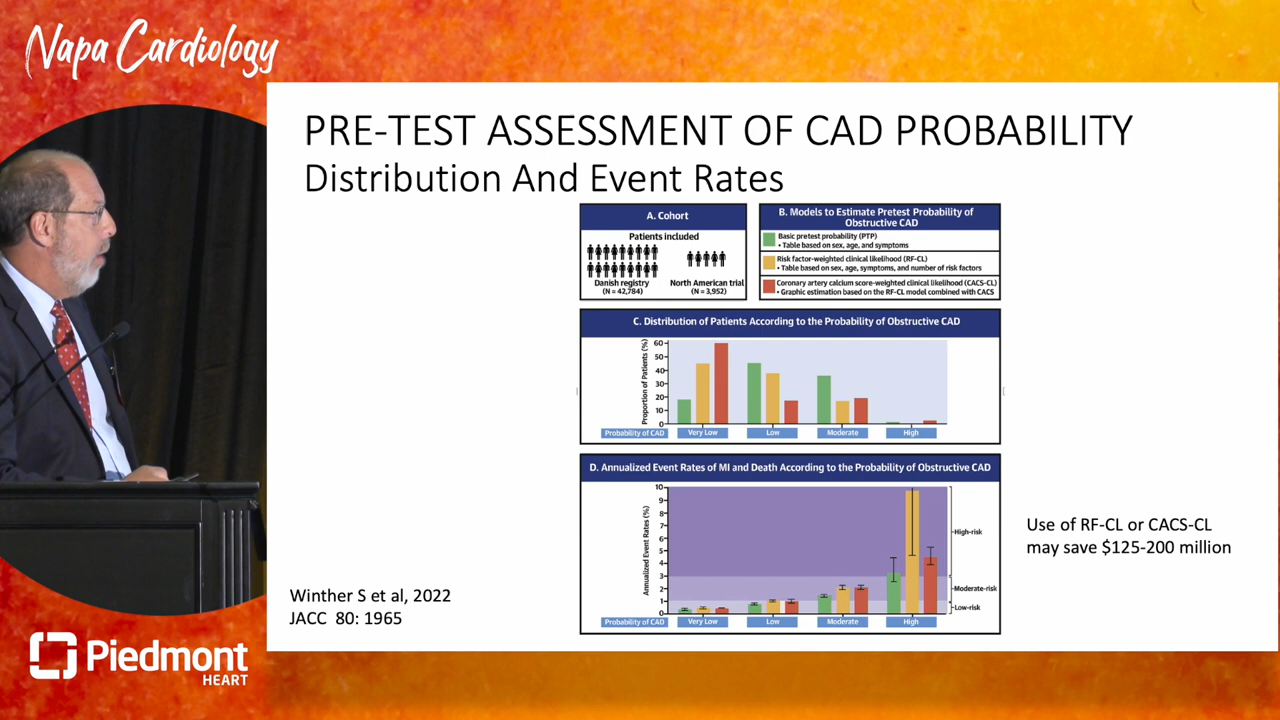 Napa Cardiology
PRE-TEST ASSESSMENT OF CAD PROBABILITY
Distribution And Event Rates
A. Cohort
Patients included
Danish registry
(N = 42,784)
North American trial
(N = 3,952)
B. Models to Estimate Pretest Probability of
Obstructive CAD
Basic pretest probability (PTP)
• Table based on sex, age, and symptoms
Risk factor-weighted clinical likelihood (RF-CL)
• Table based on sex, age, symptoms, and number of risk factors
Coronary artery calcium score-weighted clinical likelihood (CACS-CL)
• Graphic estimation based on the RF-CL model combined with CACS
C. Distribution of Patients According to the Probability of Obstructive CAD
Proportion of Patients (%)
60
50
40
30
20
10
0
Probability of CAD
Very Low
Low
Moderate
High
D. Annualized Event Rates of MI and Death According to the Probability of Obstructive CAD
Annualized Event Rates (%)
10
9
8
7
6
5
4
3
2
1
0
High-risk
Moderate-risk
Low-risk
Probability of CAD
Very Low
Low
Moderate
High
Use of RF-CL or CACS-CL
may save $125-200 million
Winther S et al, 2022
JACC 80: 1965
Piedmont
HEART